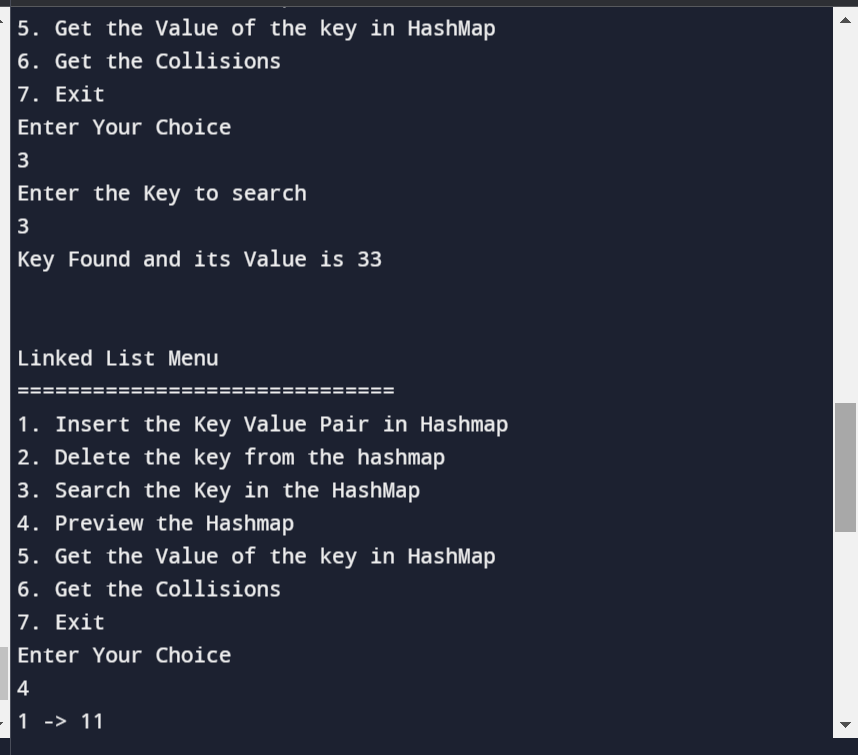 5. Get the Value of the key in HashMap
6. Get the Collisions
7. Exit
Enter Your Choice
3
Enter the Key to search
3
Key Found and its Value is 33
Linked List Menu
==============================
1. Insert the Key Value Pair in Hashmap
2. Delete the key from the hashmap
3. Search the Key in the HashMap
4. Preview the Hashmap
5. Get the Value of the key in HashMap
6. Get the Collisions
7. Exit
Enter Your Choice
4
1 -> 11